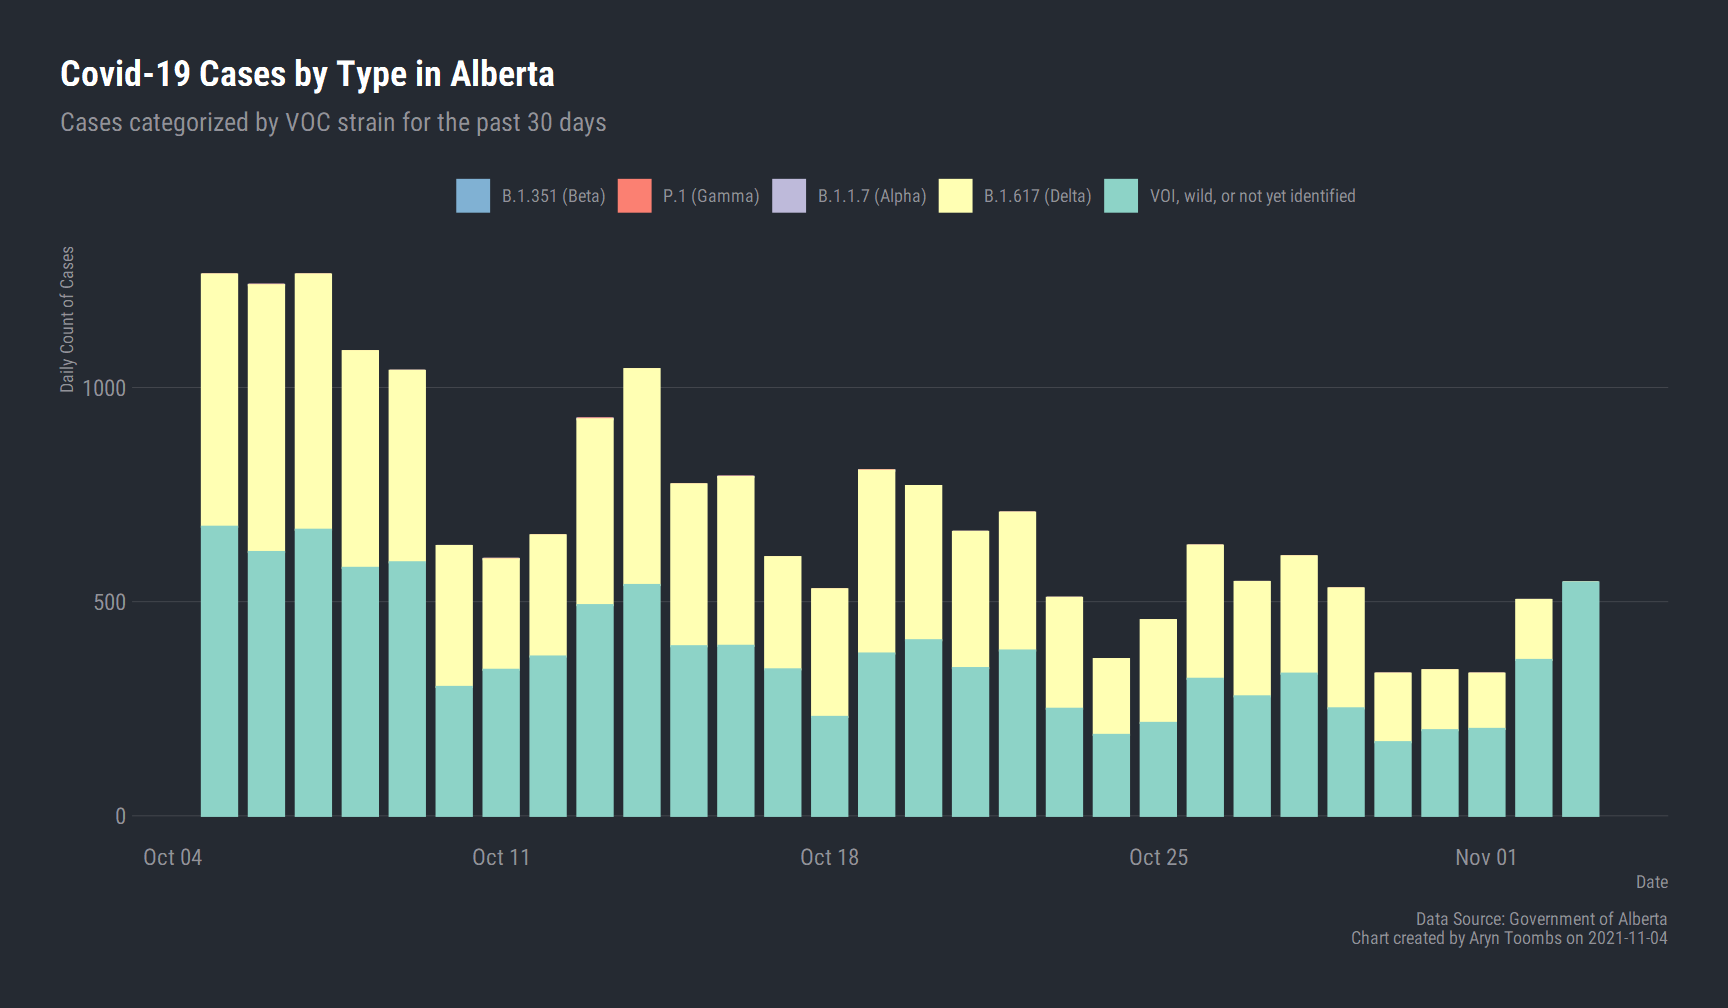 Covid-19 Cases by Type in Alberta
Cases categorized by VOC strain for the past 30 days
B.1.351 (Beta) P.1 (Gamma) B.1.1.7 (Alpha) B.1.617 (Delta) VOI, wild, or not yet identified
Daily Count of Cases
1000
500
0
Oct 04 Oct 11 Oct 18 Oct 25 Nov 01
Date
Data Source: Government of Alberta
Chart created by Aryn Toombs on 2021-11-04